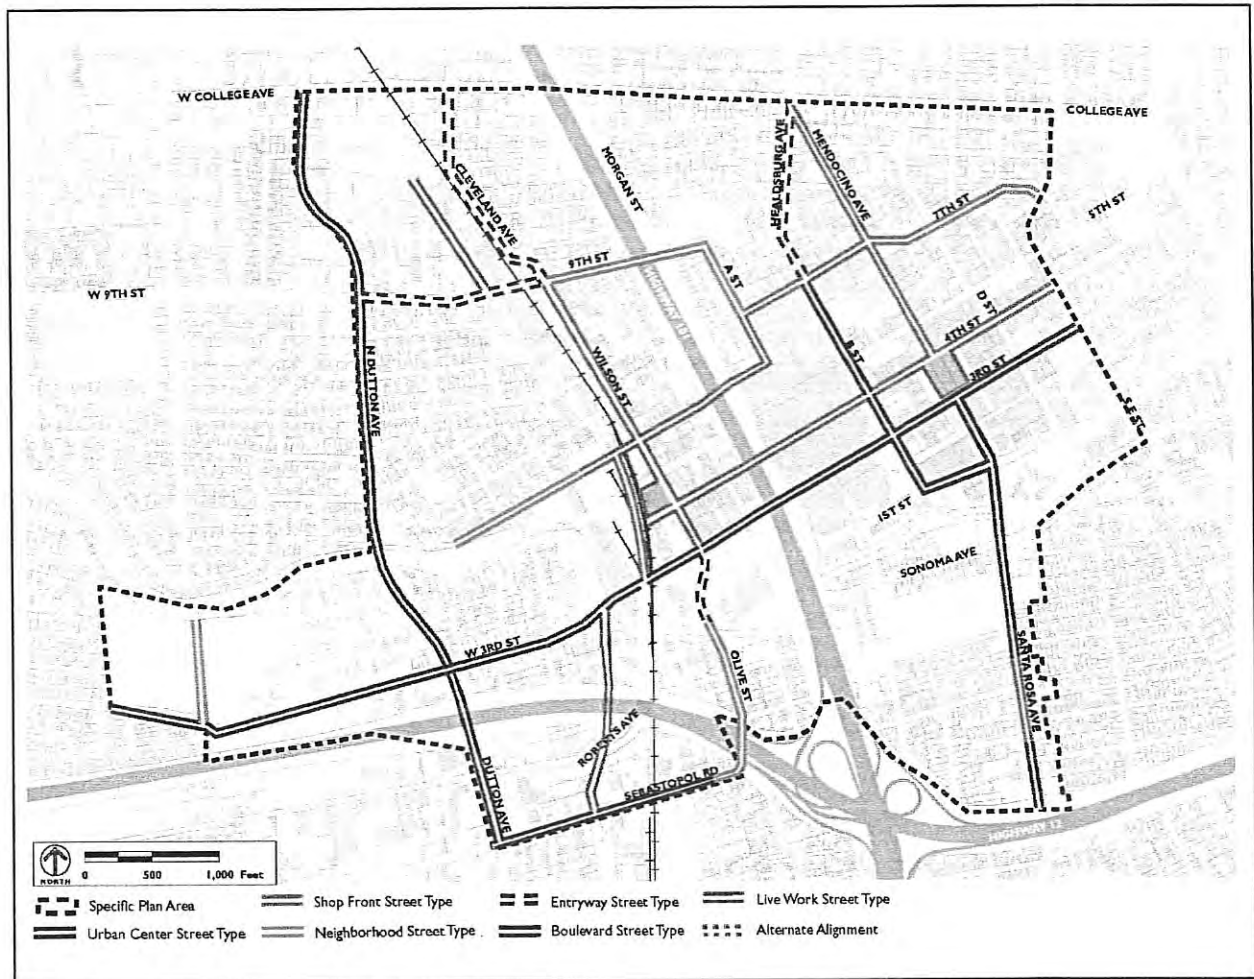 W COLLEGE AVE
COLLEGE AVE
HEALDSBURG AVE
MENDOCINO AVE
MORGAN ST
CLEVELAND AVE
7TH ST
5TH ST
9TH ST
A ST
W 9TH ST
HIGHWAY 101
D ST
4TH ST
N DUTTON AVE
WILSON ST
B ST
3RD ST
S E ST
1ST ST
SONOMA AVE
W 3RD ST
OLIVE ST
SANTA ROSA AVE
ROBERTS AVE
DUTTON AVE
SEBASTOPOL RD
HIGHWAY 12
NORTH
0 500 1,000 Feet
Specific Plan Area
Shop Front Street Type
Entryway Street Type
Live Work Street Type
Urban Center Street Type
Neighborhood Street Type
Boulevard Street Type
Alternate Alignment